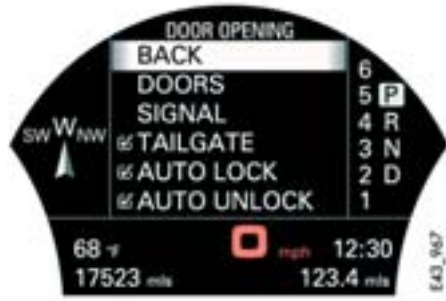 DOOR OPENING
BACK
DOORS
SIGNAL
TAILGATE
AUTO LOCK
AUTO UNLOCK
SW W NW
6
5 P
4 R
3 N
2 D
1
68 °F
0 mph
12:30
17523 mls
123.4 mls
E43_967